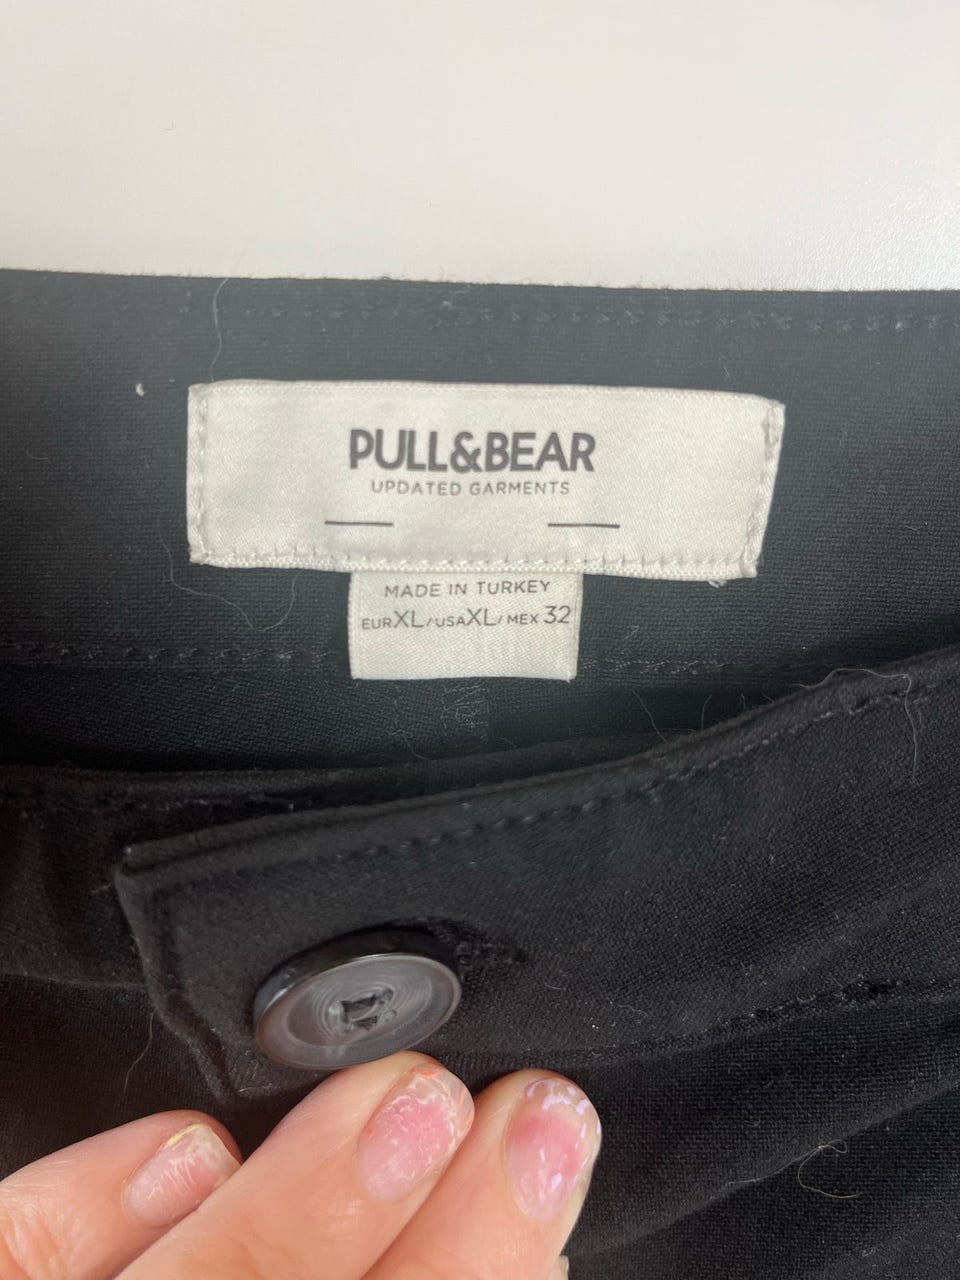 PULL&BEAR
UPDATED GARMENTS
MADE IN TURKEY
EUR XL/USA XL/MEX 32